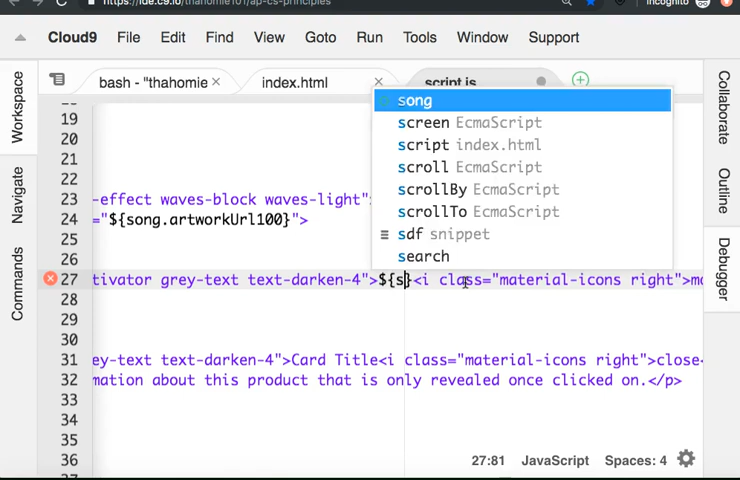 https://ide.c9.io/thahomie101/ap-cs-principles
Incognito
Cloud9 File Edit Find View Goto Run Tools Window Support
bash - "thahomie × index.html × script.js
Workspace
Navigate
Commands
Collaborate
Outline
Debugger
song
screen EcmaScript
script index.html
scroll EcmaScript
scrollBy EcmaScript
scrollTo EcmaScript
sdf snippet
search
19
20
21
22
23 -effect waves-block waves-light">
24 ="${song.artworkUrl100}">
25
26
27 tivator grey-text text-darken-4">${s}<i class="material-icons right">mo
28
29
30
31 ey-text text-darken-4">Card Title<i class="material-icons right">close<
32 mation about this product that is only revealed once clicked on.</p>
33
34
35
36
27:81 JavaScript Spaces: 4